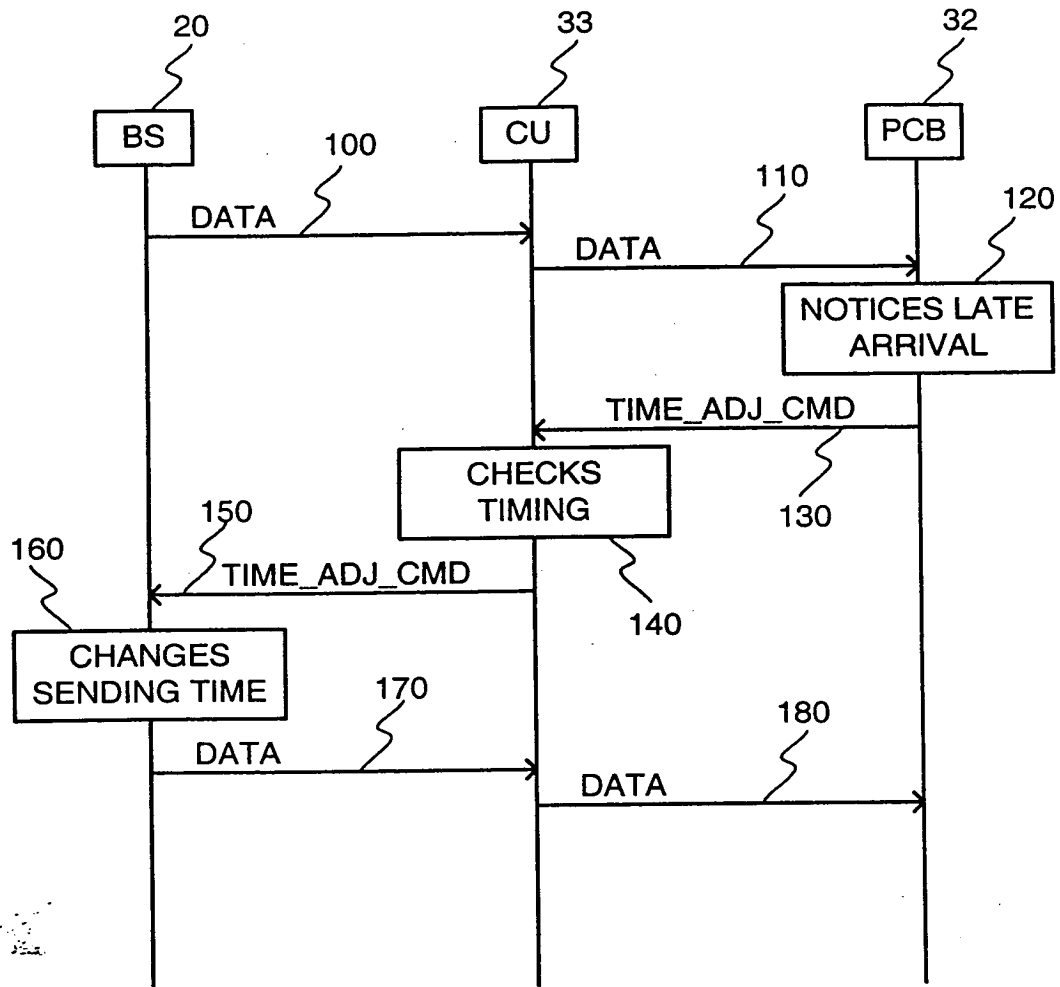 20
33
32
BS
CU
PCB
100
DATA
110
DATA
120
NOTICES LATE
ARRIVAL
TIME_ADJ_CMD
130
CHECKS
TIMING
140
150
TIME_ADJ_CMD
160
CHANGES
SENDING TIME
170
DATA
180
DATA